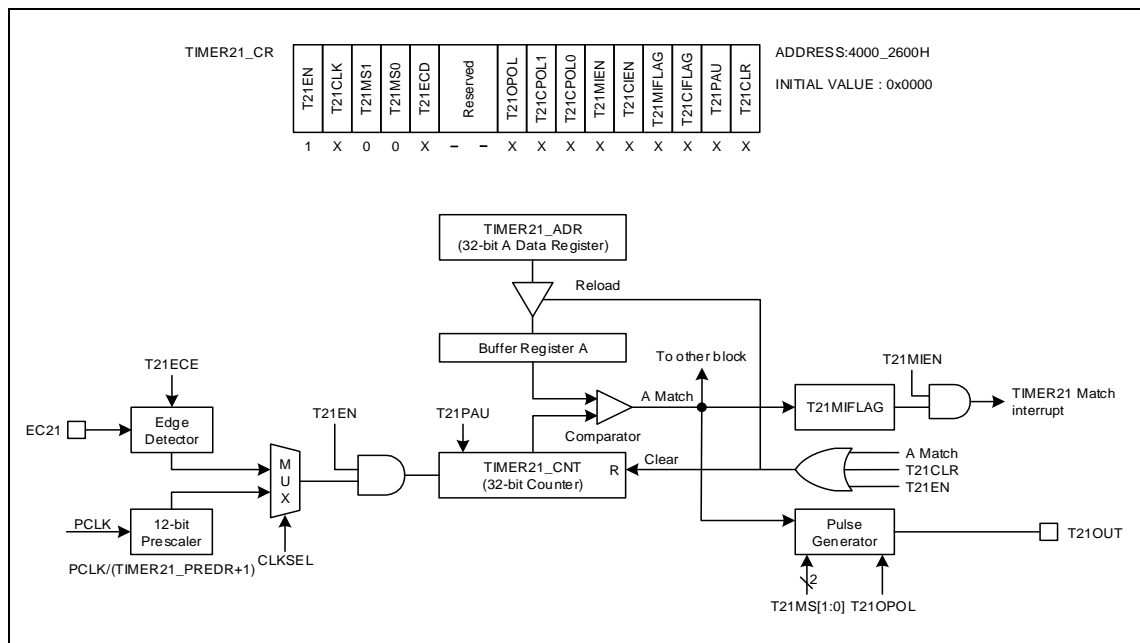 TIMER21_CR
T21EN
T21CLK
T21MS1
T21MS0
T21ECD
Reserved
T21OPOL
T21CPOL1
T21CPOL0
T21MIEN
T21CIEN
T21MIFLAG
T21CIFLAG
T21PAU
T21CLR
ADDRESS:4000_2600H
INITIAL VALUE : 0x0000
1 X 0 0 X – – X X X X X X X X X
TIMER21_ADR
(32-bit A Data Register)
Reload
Buffer Register A
To other block
T21ECE
T21MIEN
A Match
T21MIFLAG
TIMER21 Match
interrupt
EC21
Edge
Detector
T21EN
T21PAU
Comparator
MUX
TIMER21_CNT
(32-bit Counter)
R
Clear
A Match
T21CLR
T21EN
PCLK
12-bit
Prescaler
CLKSEL
PCLK/(TIMER21_PREDR+1)
Pulse
Generator
T21OUT
2
T21MS[1:0] T21OPOL